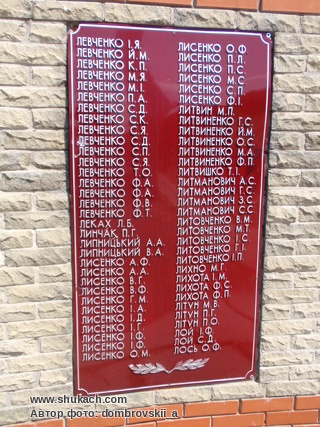 ЛЕВЧЕНКО І.Я.
ЛЕВЧЕНКО Й.М.
ЛЕВЧЕНКО К.П.
ЛЕВЧЕНКО М.Я.
ЛЕВЧЕНКО М.І.
ЛЕВЧЕНКО П.А.
ЛЕВЧЕНКО С.Д.
ЛЕВЧЕНКО С.К.
ЛЕВЧЕНКО С.Я.
ЛЕВЧЕНКО С.Д.
ЛЕВЧЕНКО С.П.
ЛЕВЧЕНКО С.Я.
ЛЕВЧЕНКО Т.О.
ЛЕВЧЕНКО Ф.А.
ЛЕВЧЕНКО Ф.А.
ЛЕВЧЕНКО Ф.В.
ЛЕВЧЕНКО Ф.Т.
ЛЕКАХ Л.Б.
ЛИНЧАК П.Г.
ЛИПНИЦЬКИЙ А.А.
ЛИПНИЦЬКИЙ В.А.
ЛИСЕНКО А.Ф.
ЛИСЕНКО А.А.
ЛИСЕНКО В.Г.
ЛИСЕНКО В.Ф.
ЛИСЕНКО Г.М.
ЛИСЕНКО І.А.
ЛИСЕНКО І.Д.
ЛИСЕНКО І.Г.
ЛИСЕНКО І.Ф.
ЛИСЕНКО І.Ф.
ЛИСЕНКО О.М.
ЛИСЕНКО О.Ф.
ЛИСЕНКО П.Л.
ЛИСЕНКО П.С.
ЛИСЕНКО М.С.
ЛИСЕНКО С.П.
ЛИСЕНКО Ф.І.
ЛИТВИН М.П.
ЛИТВИНЕНКО Г.С.
ЛИТВИНЕНКО Й.М.
ЛИТВИНЕНКО О.С.
ЛИТВИНЕНКО М.А.
ЛИТВИНЕНКО Ф.П.
ЛИТВИШКО Т.І.
ЛИТМАНОВИЧ А.С.
ЛИТМАНОВИЧ Г.С.
ЛИТМАНОВИЧ З.С.
ЛИТМАНОВИЧ С.С.
ЛИТОВЧЕНКО В.М.
ЛИТОВЧЕНКО М.Т.
ЛИТОВЧЕНКО І.С.
ЛИТОВЧЕНКО Г.І.
ЛИТОВЧЕНКО І.П.
ЛИХНО М.Г.
ЛИХОТА І.М.
ЛИХОТА Ф.С.
ЛИХОТА Ф.П.
ЛІТУН М.В.
ЛІТУН П.Г.
ЛІТУН П.О.
ЛОЙ І.Ф.
ЛОЙ С.Д.
ЛОСЬ О.Ф.
www.shukach.com
Автор фото: dombrovskii_a